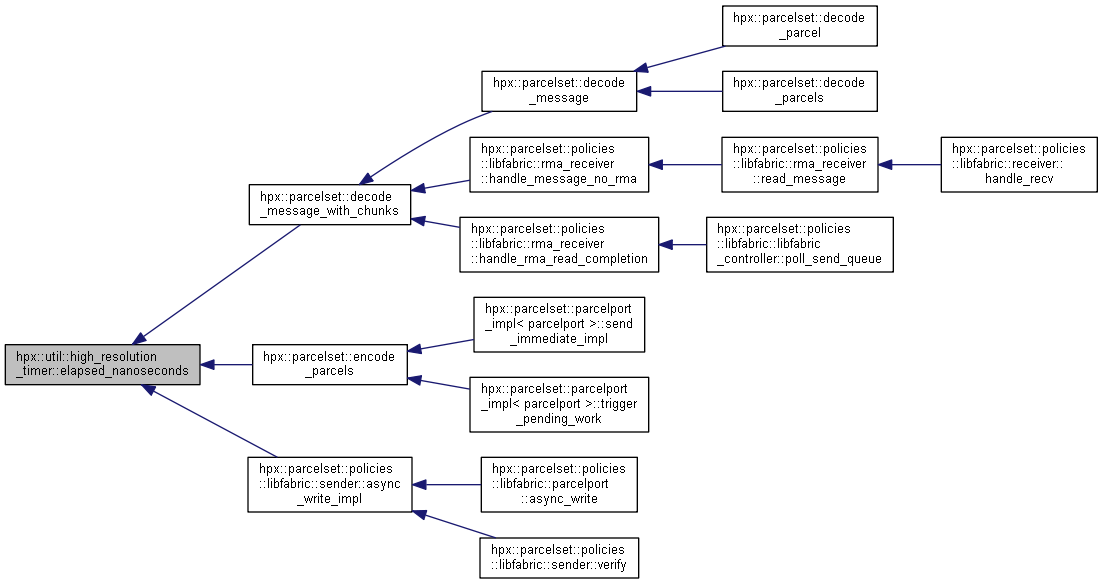 hpx::parcelset::decode
_parcel
hpx::parcelset::decode
_message
hpx::parcelset::decode
_parcels
hpx::parcelset::policies
::libfabric::rma_receiver
::handle_message_no_rma
hpx::parcelset::policies
::libfabric::rma_receiver
::read_message
hpx::parcelset::policies
::libfabric::receiver::
handle_recv
hpx::parcelset::decode
_message_with_chunks
hpx::parcelset::policies
::libfabric::rma_receiver
::handle_rma_read_completion
hpx::parcelset::policies
::libfabric::libfabric
_controller::poll_send_queue
hpx::parcelset::parcelport
_impl< parcelport >::send
_immediate_impl
hpx::util::high_resolution
_timer::elapsed_nanoseconds
hpx::parcelset::encode
_parcels
hpx::parcelset::parcelport
_impl< parcelport >::trigger
_pending_work
hpx::parcelset::policies
::libfabric::sender::async
_write_impl
hpx::parcelset::policies
::libfabric::parcelport
::async_write
hpx::parcelset::policies
::libfabric::sender::verify